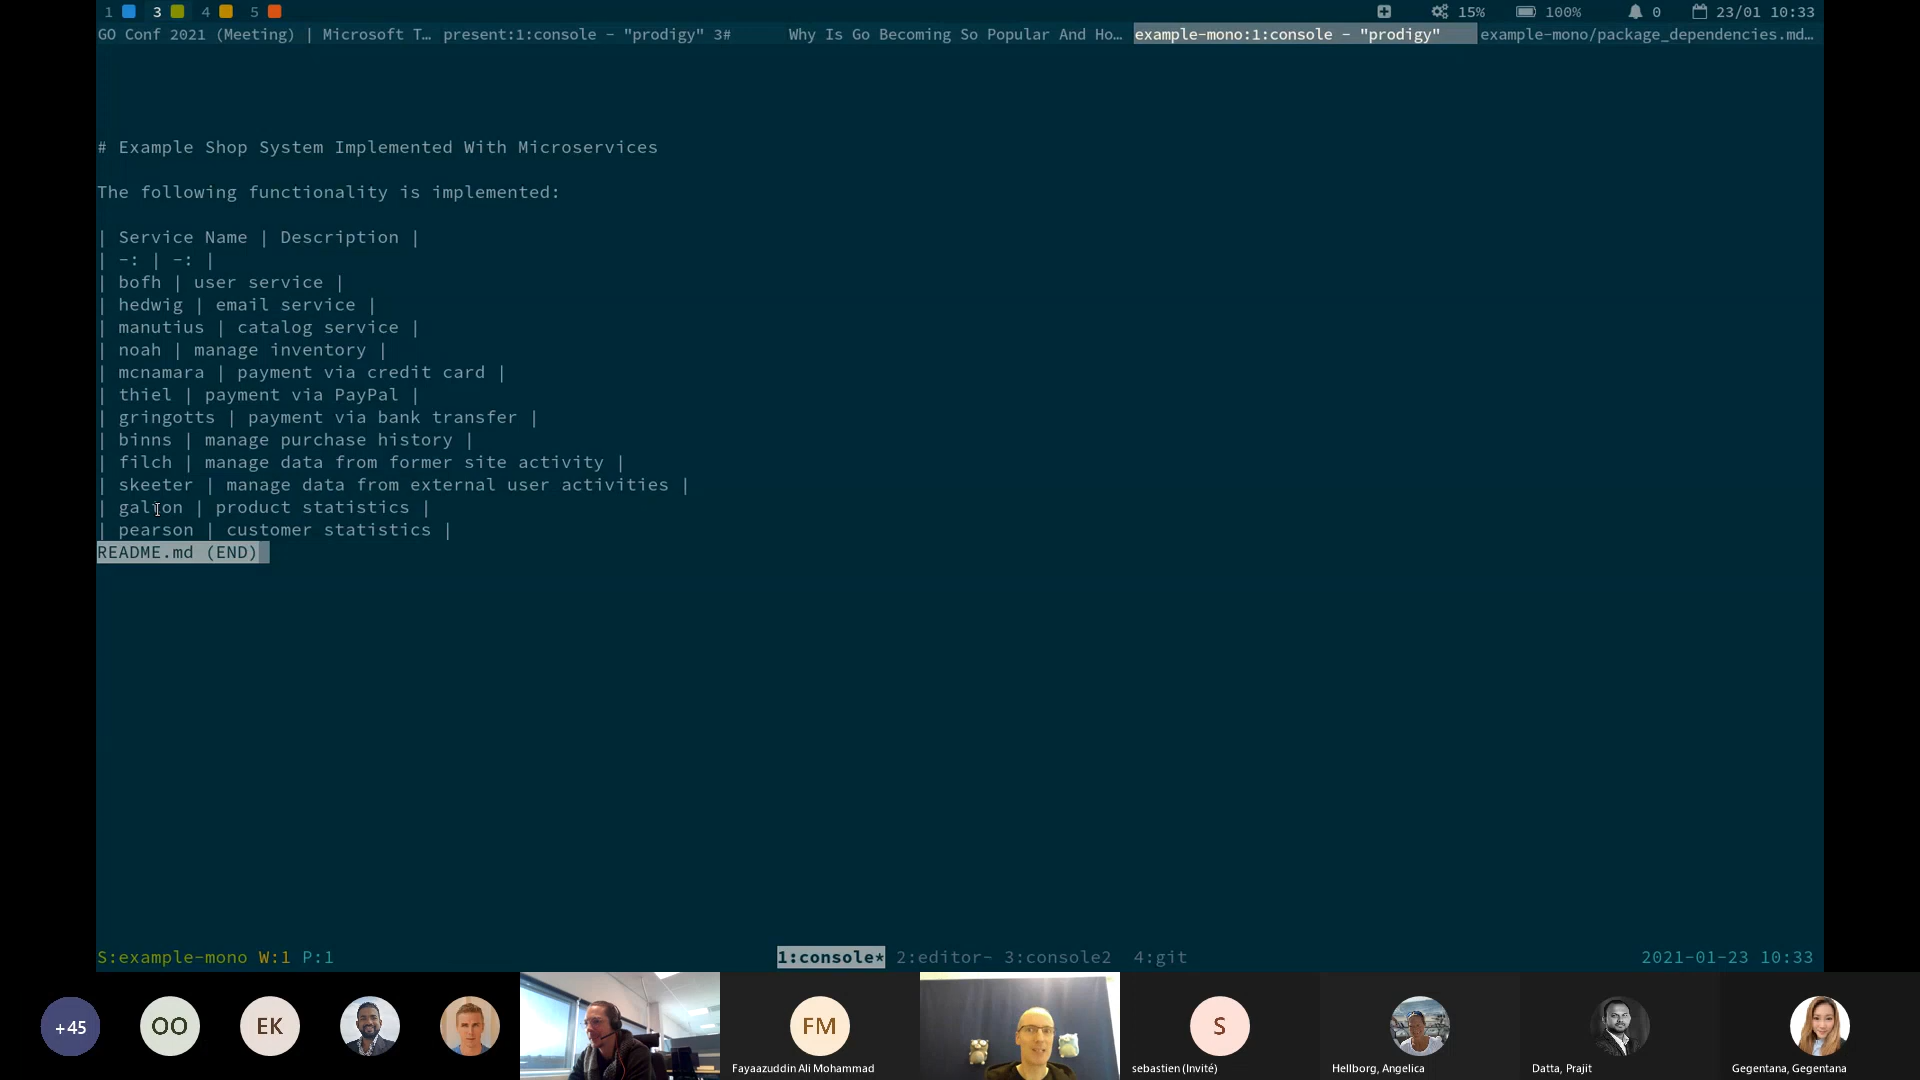 1 3 4 5 15% 100% 0 23/01 10:33
GO Conf 2021 (Meeting) | Microsoft T… present:1:console - "prodigy" 3# Why Is Go Becoming So Popular And Ho… example-mono:1:console - "prodigy" example-mono/package_dependencies.md…
# Example Shop System Implemented With Microservices
The following functionality is implemented:
| Service Name | Description |
| -: | -: |
| bofh | user service |
| hedwig | email service |
| manutius | catalog service |
| noah | manage inventory |
| mcnamara | payment via credit card |
| thiel | payment via PayPal |
| gringotts | payment via bank transfer |
| binns | manage purchase history |
| filch | manage data from former site activity |
| skeeter | manage data from external user activities |
| galton | product statistics |
| pearson | customer statistics |
README.md (END)
S:example-mono W:1 P:1 1:console* 2:editor- 3:console2 4:git 2021-01-23 10:33
+45 OO EK FM S
Fayaazuddin Ali Mohammad sebastien (Invité) Hellborg, Angelica Datta, Prajit Gegentana, Gegentana